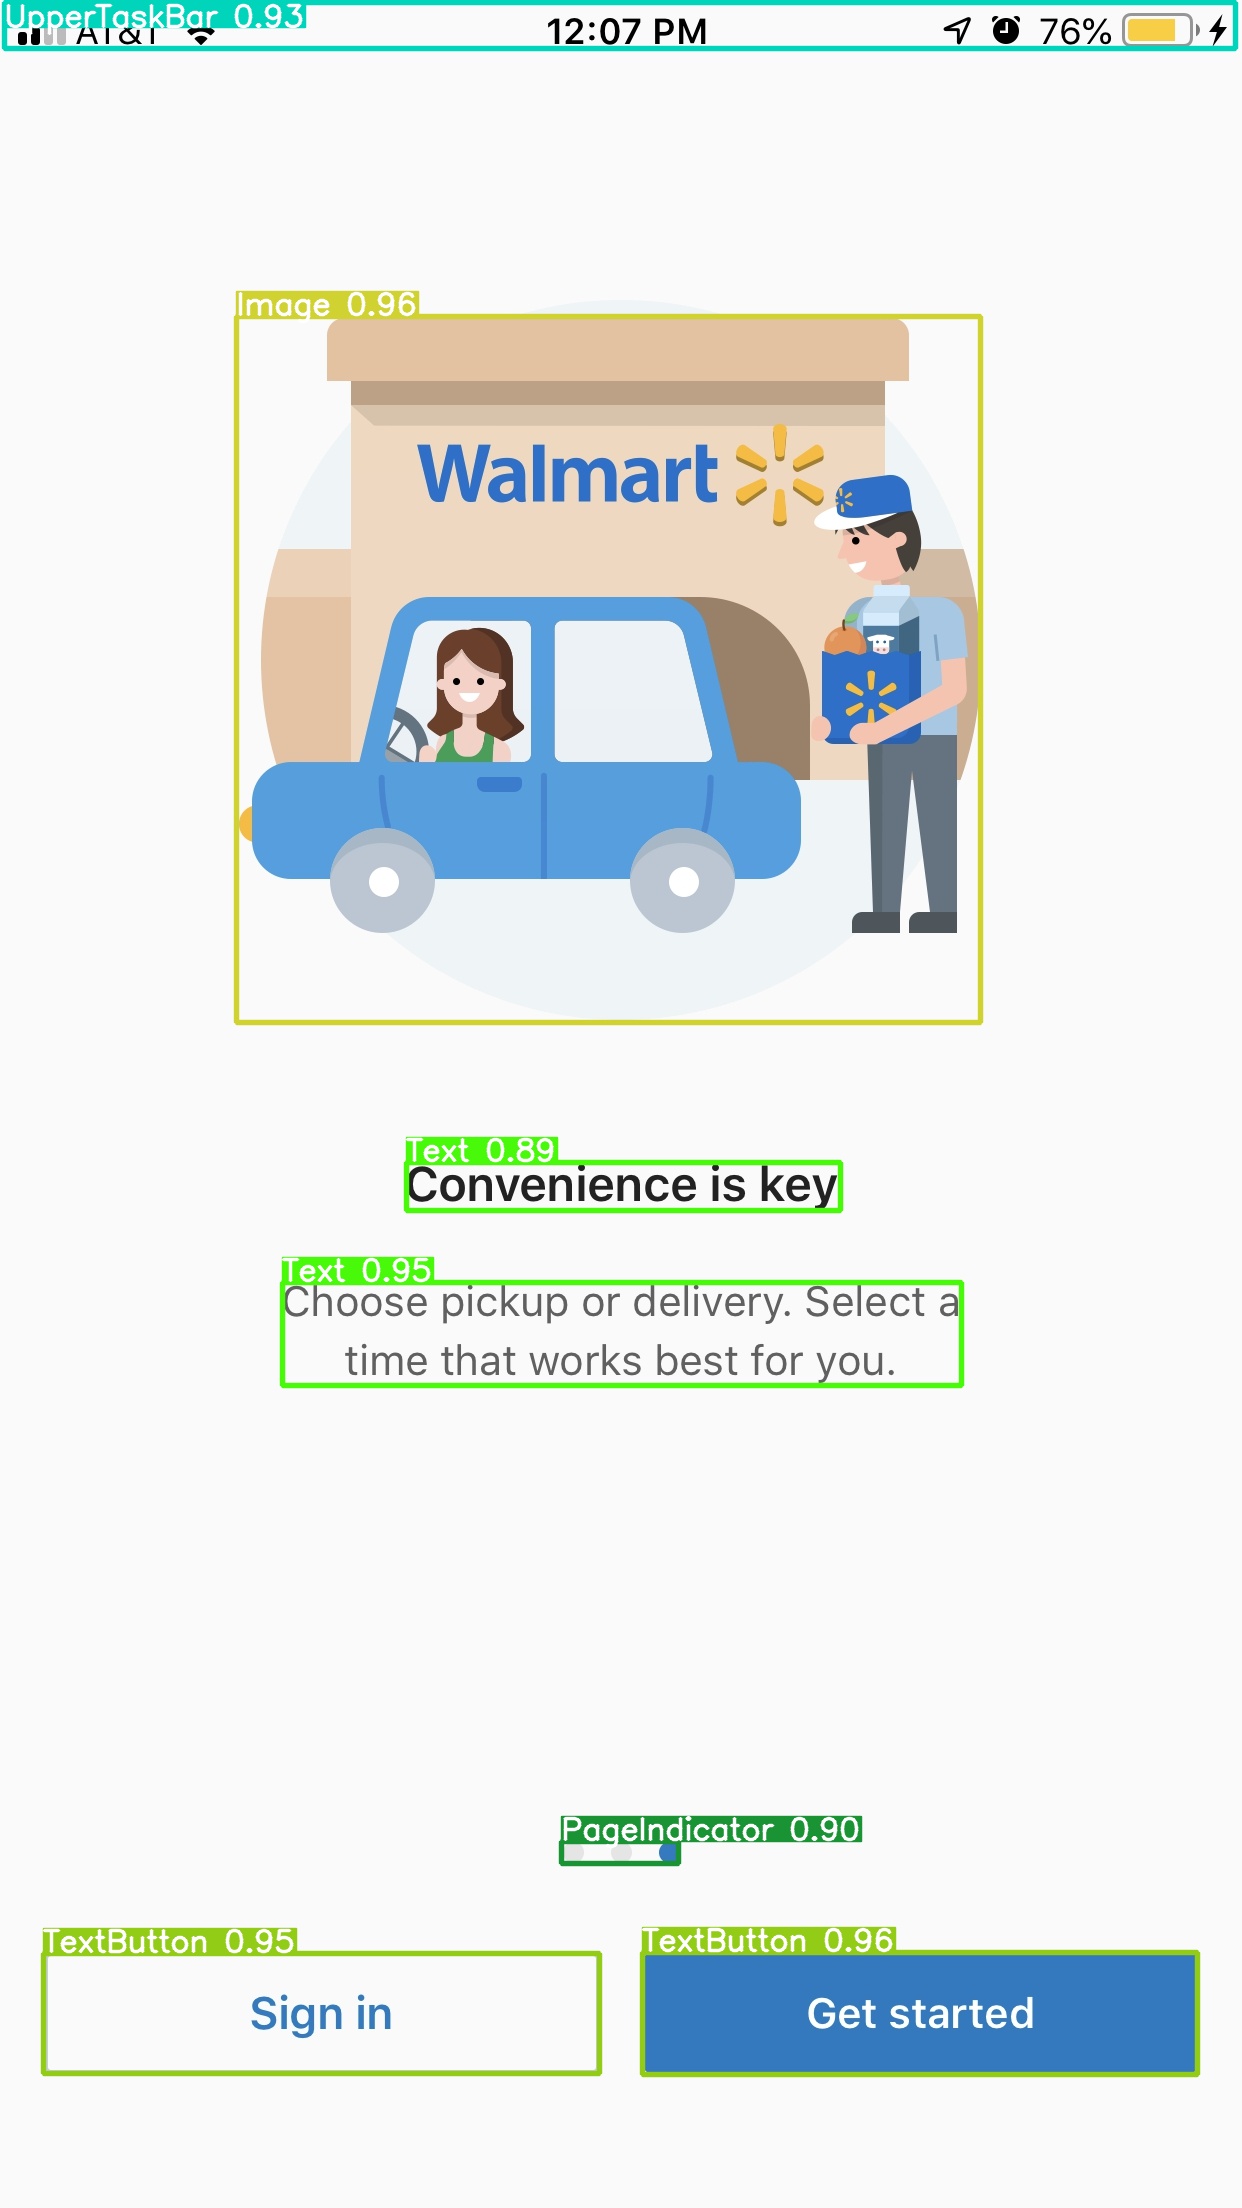 UpperTaskBar 0.93
AT&T
12:07 PM
76%
Image 0.96
Walmart
Text 0.89
Convenience is key
Text 0.95
Choose pickup or delivery. Select a
time that works best for you.
PageIndicator 0.90
TextButton 0.95
TextButton 0.96
Sign in
Get started